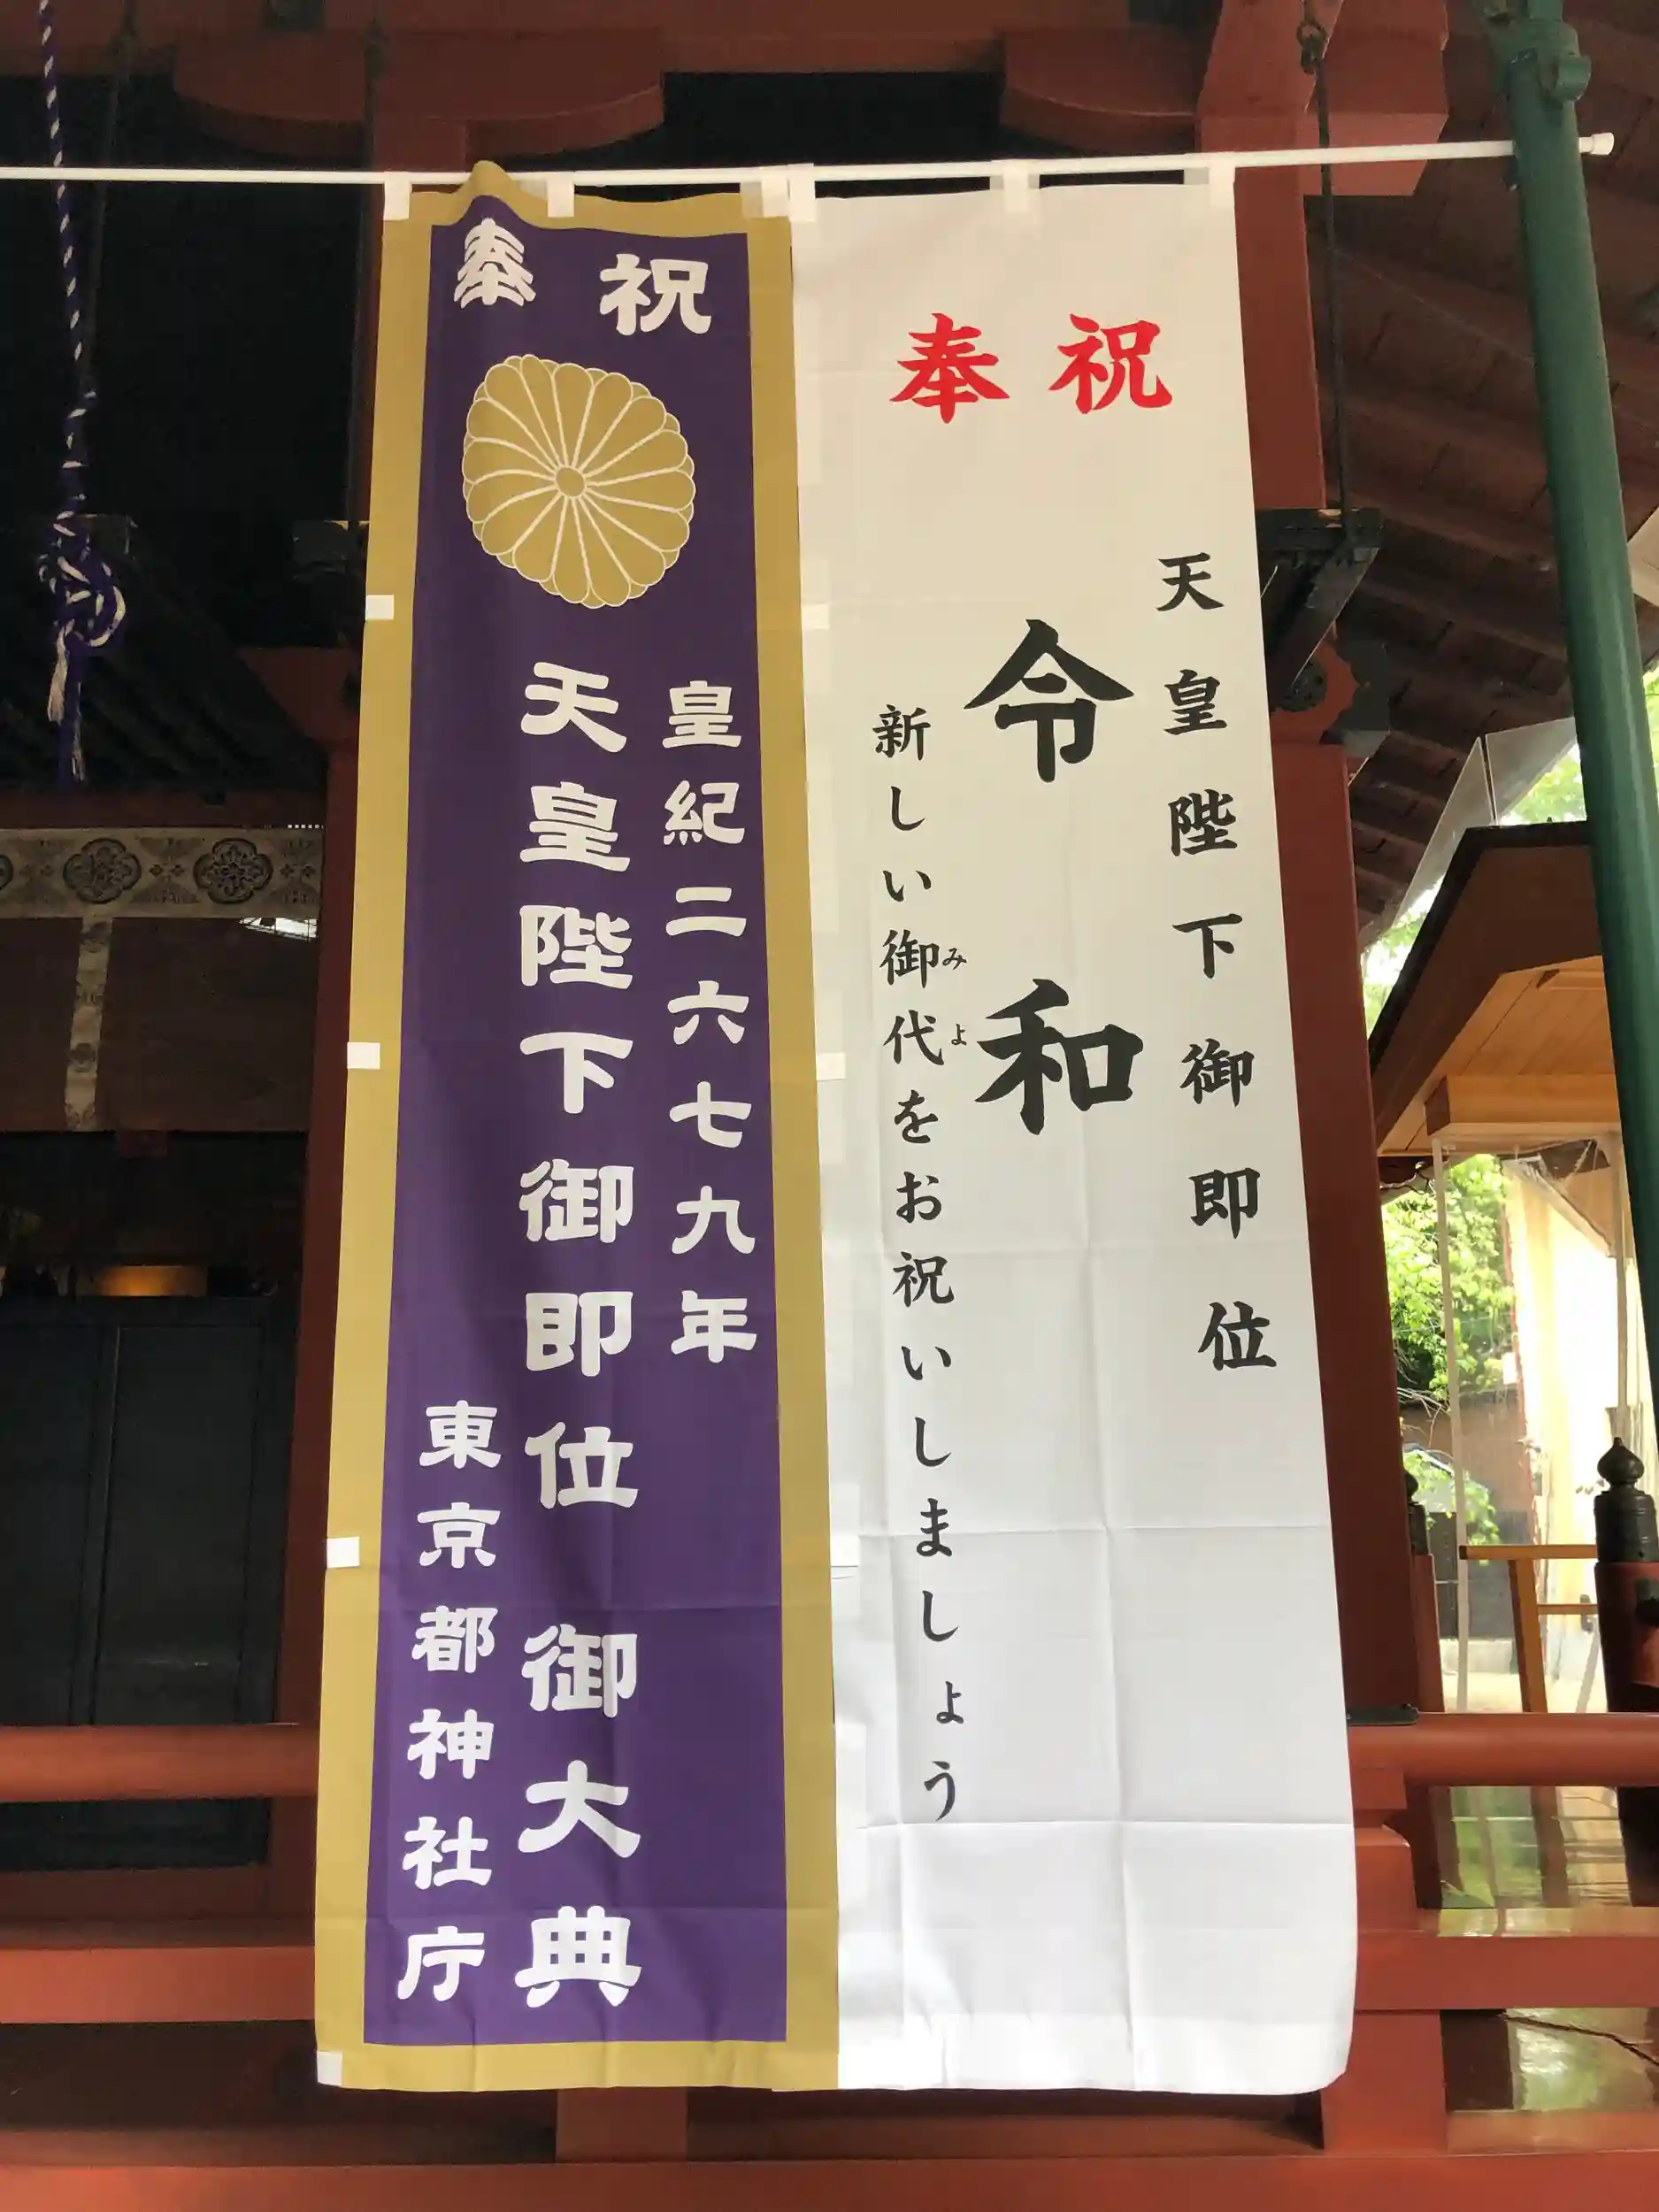 奉祝
天皇陛下御即位
令和
新しい御代をお祝いしましょう
みよ
奉祝
皇紀二六七九年
天皇陛下御即位 御大典
東京都神社庁